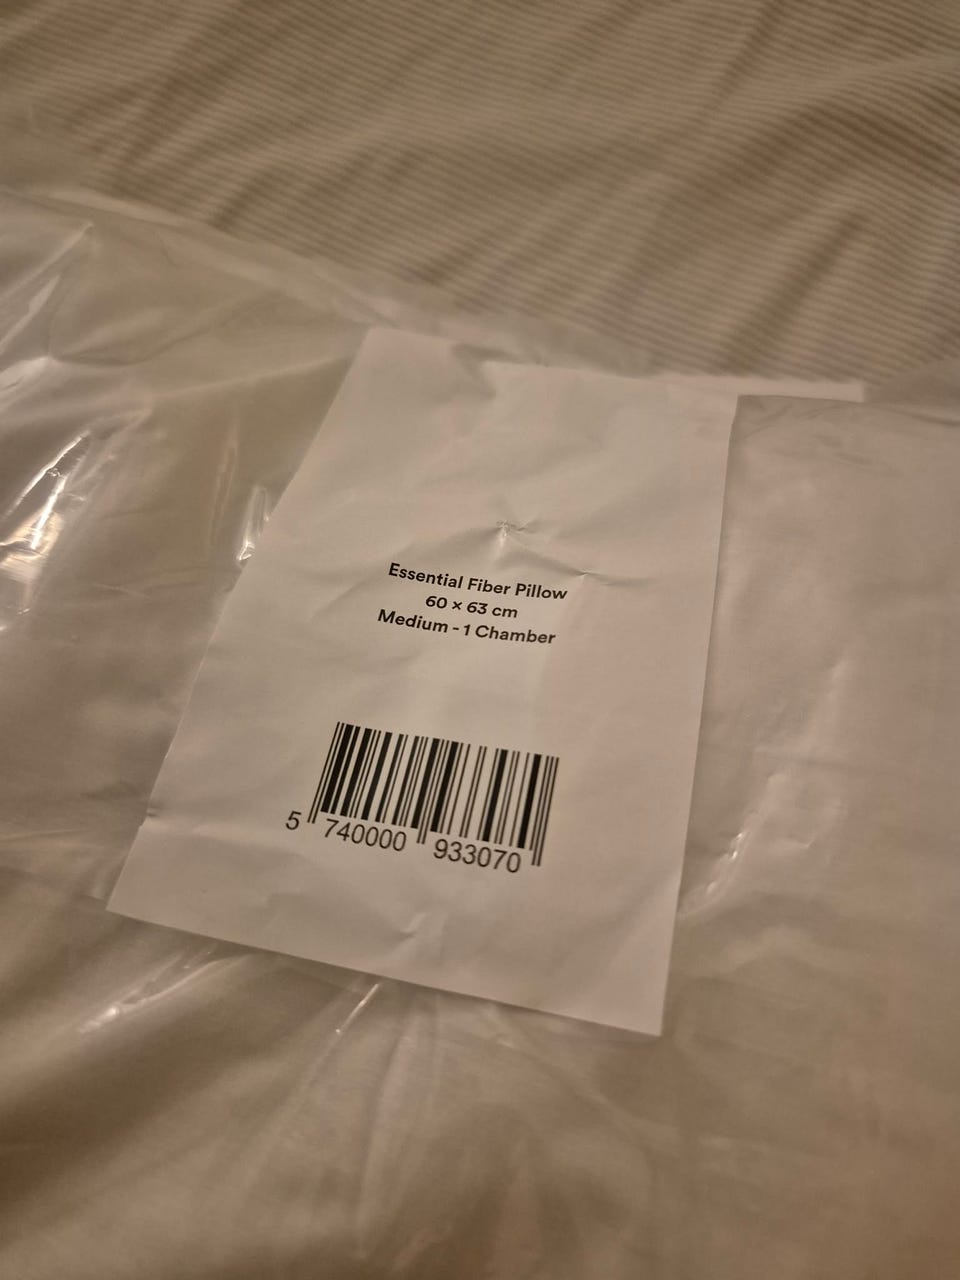 Essential Fiber Pillow
60 × 63 cm
Medium - 1 Chamber
5 740000 933070